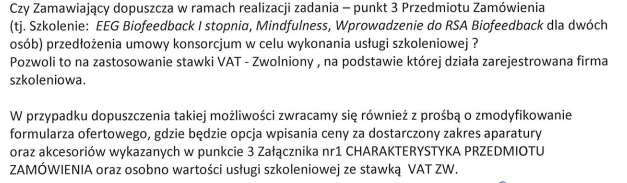 Czy Zamawiający dopuszcza w ramach realizacji zadania – punkt 3 Przedmiotu Zamówienia
(tj. Szkolenie: EEG Biofeedback I stopnia, Mindfulness, Wprowadzenie do RSA Biofeedback dla dwóch
osób) przedłożenia umowy konsorcjum w celu wykonania usługi szkoleniowej ?
Pozwoli to na zastosowanie stawki VAT - Zwolniony , na podstawie której działa zarejestrowana firma
szkoleniowa.
W przypadku dopuszczenia takiej możliwości zwracamy się również z prośbą o zmodyfikowanie
formularza ofertowego, gdzie będzie opcja wpisania ceny za dostarczony zakres aparatury
oraz akcesoriów wykazanych w punkcie 3 Załącznika nr1 CHARAKTERYSTYKA PRZEDMIOTU
ZAMÓWIENIA oraz osobno wartości usługi szkoleniowej ze stawką VAT ZW.